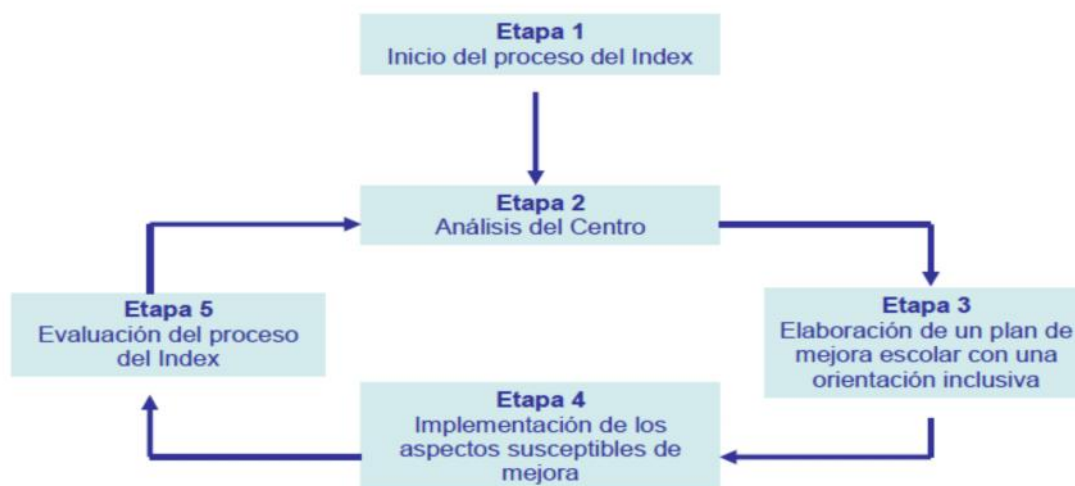 Etapa 1
Inicio del proceso del Index
Etapa 2
Análisis del Centro
Etapa 3
Elaboración de un plan de
mejora escolar con una
orientación inclusiva
Etapa 4
Implementación de los
aspectos susceptibles de
mejora
Etapa 5
Evaluación del proceso
del Index